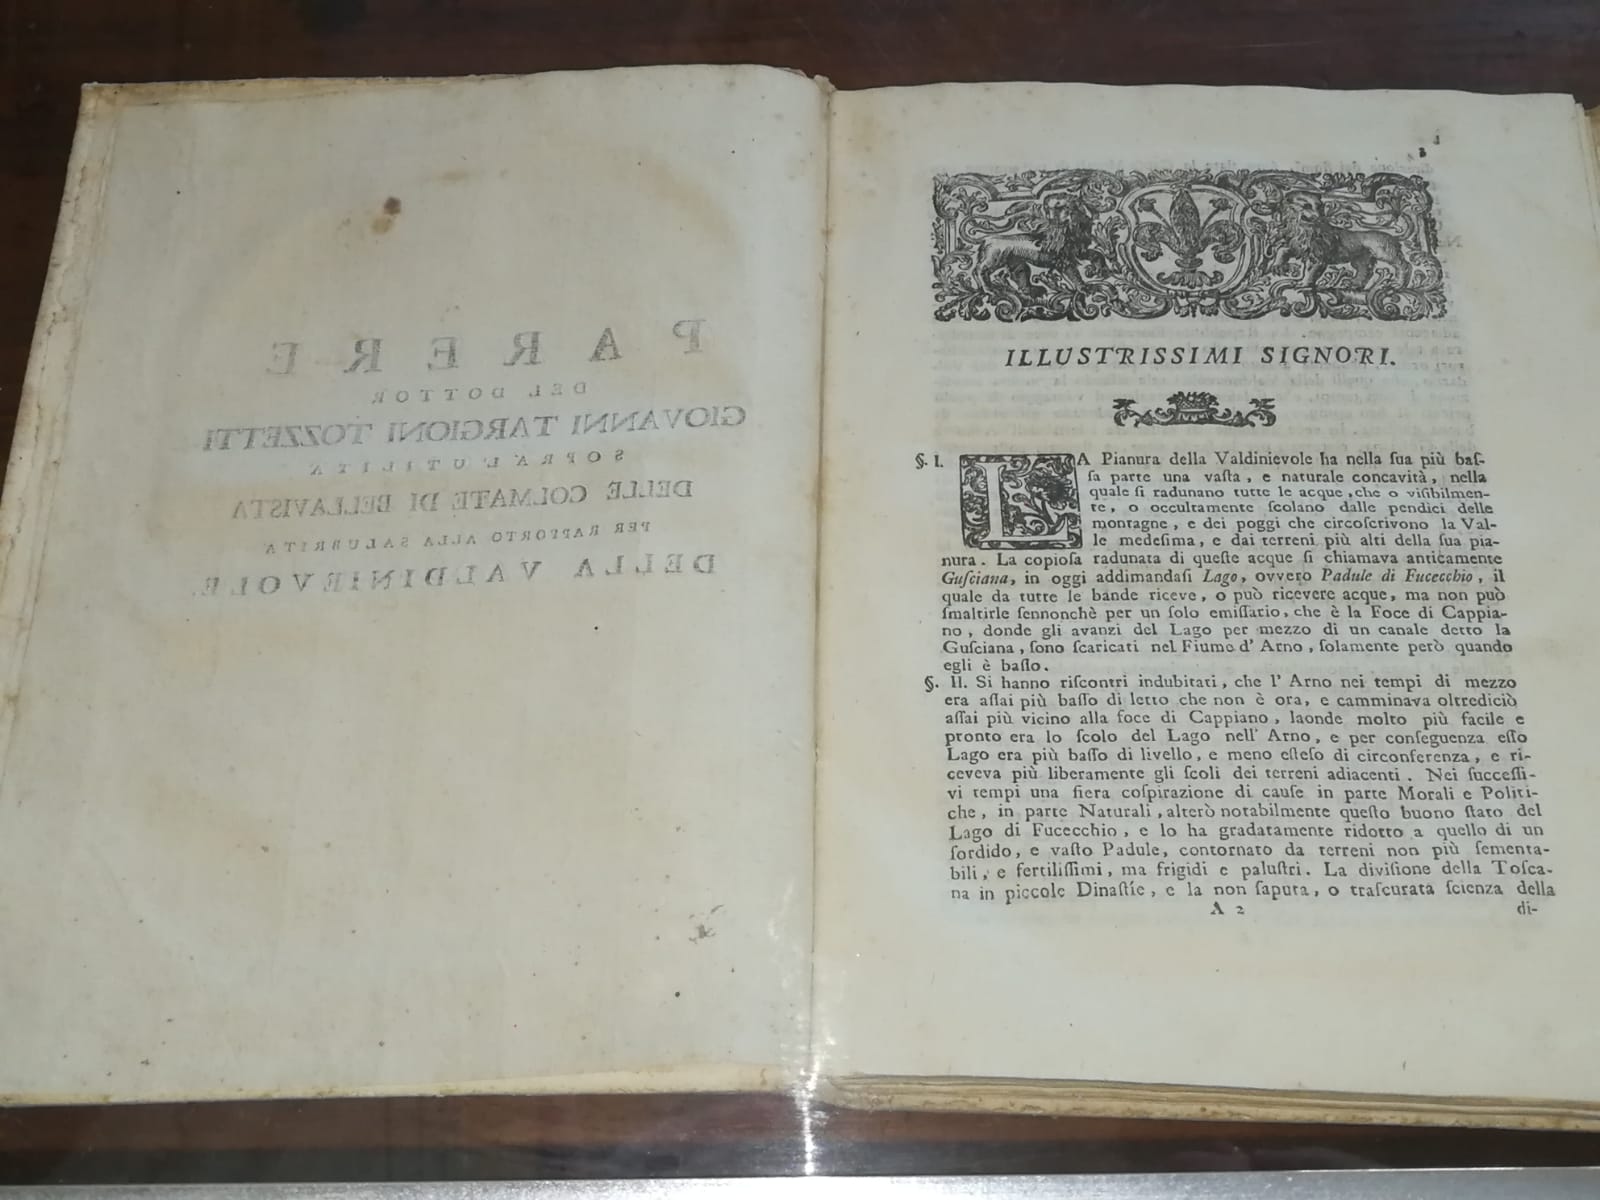 PARERE
DEL DOTTOR
GIOVANNI TARGIONI TOZZETTI
SOPRA L'UTILITÀ
DELLE COLMATE DI BELLAVISTA
PER RAPPORTO ALLA SALUBRITÀ
DELLA VALDINIEVOLE.
ILLUSTRISSIMI SIGNORI.
§. I. LA Pianura della Valdinievole ha nella ſua più baſ-
ſa parte una vaſta, e naturale concavità, nella
quale ſi radunano tutte le acque, che o viſibilmen-
te, o occultamente ſcolano dalle pendici delle
montagne, e dei poggi che circoſcrivono la Val-
le medeſima, e dai terreni più alti della ſua pia-
nura. La copioſa radunata di queſte acque ſi chiamava anticamente
Guſciana, in oggi addimandaſi Lago, ovvero Padule di Fucecchio, il
quale da tutte le bande riceve, o può ricevere acque, ma non può
ſmaltirle ſennonchè per un ſolo emiſſario, che è la Foce di Cappia-
no, donde gli avanzi del Lago per mezzo di un canale detto la
Guſciana, ſono ſcaricati nel Fiume d' Arno, ſolamente però quando
egli è baſſo.
§. II. Si hanno riſcontri indubitati, che l' Arno nei tempi di mezzo
era aſſai più baſſo di letto che non è ora, e camminava oltrediciò
aſſai più vicino alla foce di Cappiano, laonde molto più facile e
pronto era lo ſcolo del Lago nell' Arno, e per conſeguenza eſſo
Lago era più baſſo di livello, e meno eſteſo di circonferenza, e ri-
ceveva più liberamente gli ſcoli dei terreni adiacenti. Nei ſucceſſi-
vi tempi una fiera coſpirazione di cauſe in parte Morali e Politi-
che, in parte Naturali, alterò notabilmente queſto buono ſtato del
Lago di Fucecchio, e lo ha gradatamente ridotto a quello di un
ſordido, e vaſto Padule, contornato da terreni non più ſementa-
bili, e fertiliſſimi, ma frigidi e paluſtri. La diviſione della Toſca-
na in piccole Dinaſtíe, e la non ſaputa, o traſcurata ſcienza della
A 2 di-